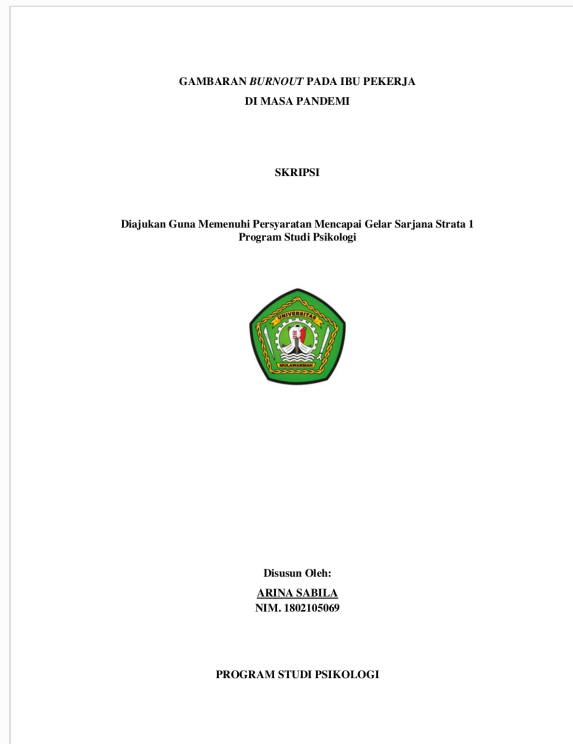 GAMBARAN BURNOUT PADA IBU PEKERJA
DI MASA PANDEMI
SKRIPSI
Diajukan Guna Memenuhi Persyaratan Mencapai Gelar Sarjana Strata 1
Program Studi Psikologi
UNIVERSITAS
MULAWARMAN
Disusun Oleh:
ARINA SABILA
NIM. 1802105069
PROGRAM STUDI PSIKOLOGI